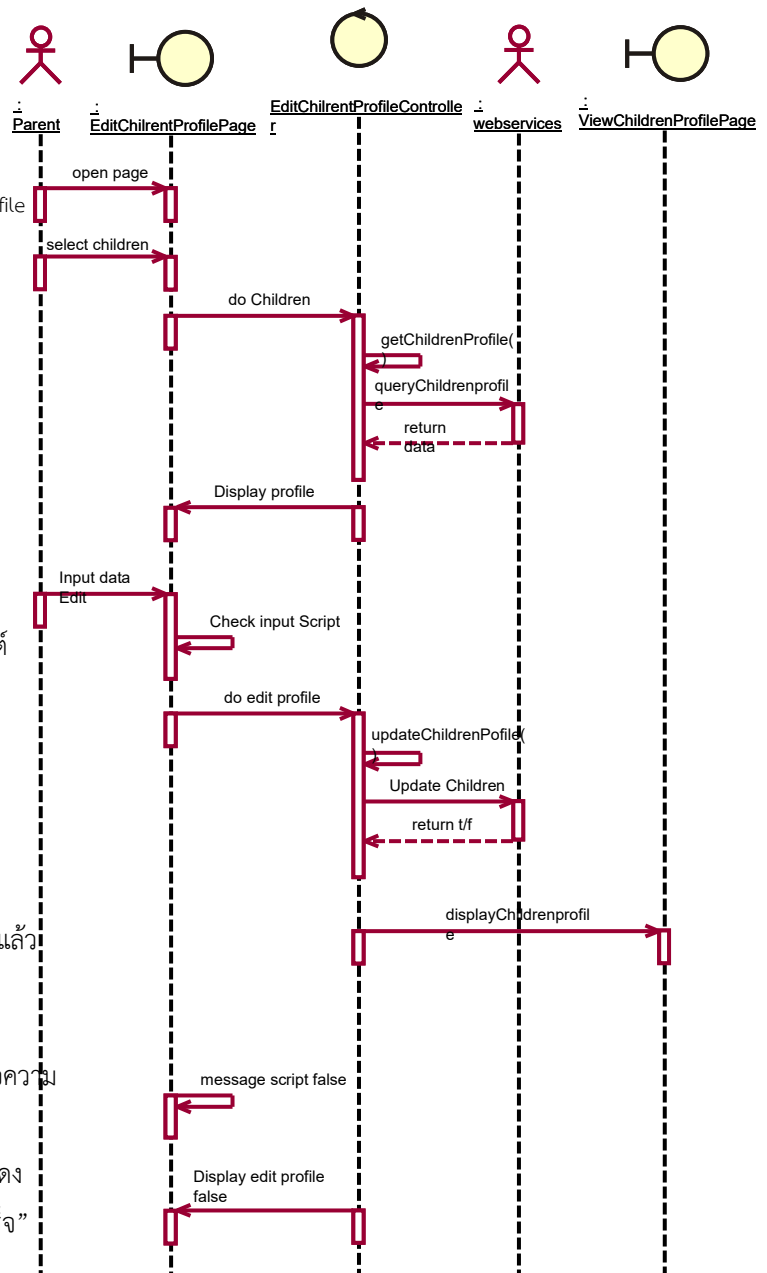 :
Parent
:
EditChilrentProfilePage
EditChilrentProfileControlle
r
:
webservices
:
ViewChildrenProfilePage
open page
file
select children
do Children
getChildrenProfile(
)
queryChildrenprofil
e
return
data
Display profile
Input data
Edit
Check input Script
do edit profile
updateChildrenPofile(
)
Update Children
return t/f
displayChildrenprofil
e
แล้ว
message script false
ความ
Display edit profile
false
ดง
จ”